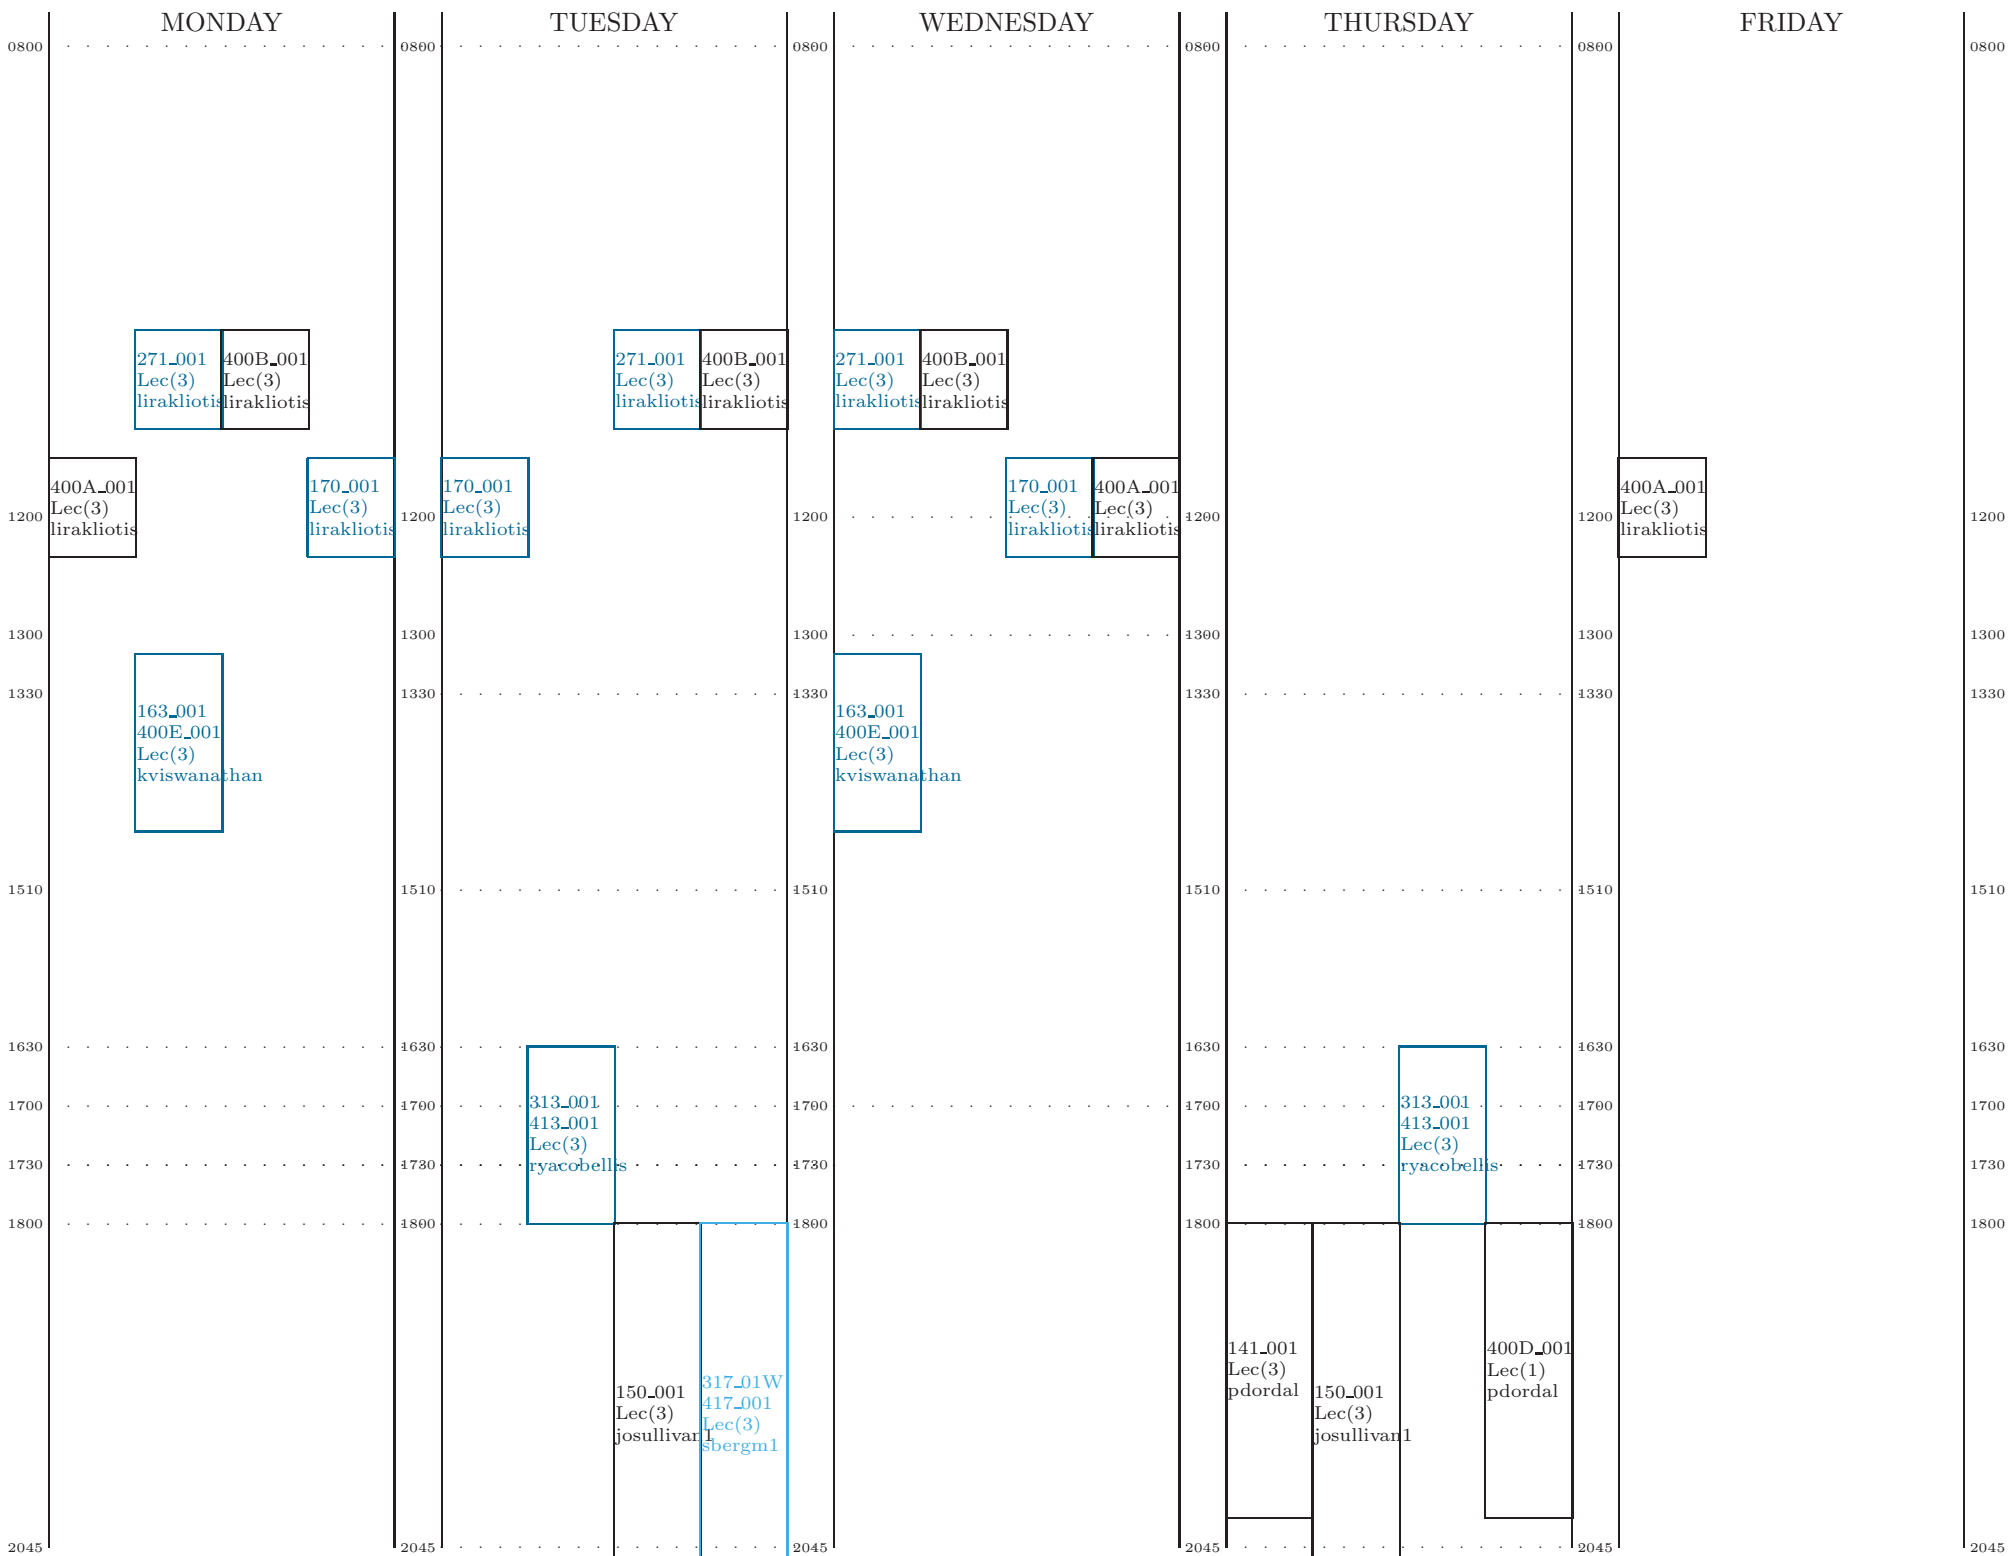 MONDAY
TUESDAY
WEDNESDAY
THURSDAY
FRIDAY
0800
0800
0800
0800
0800
0800
271_001
Lec(3)
lirakliotis
400B_001
Lec(3)
lirakliotis
271_001
Lec(3)
lirakliotis
400B_001
Lec(3)
lirakliotis
271_001
Lec(3)
lirakliotis
400B_001
Lec(3)
lirakliotis
400A_001
Lec(3)
lirakliotis
170_001
Lec(3)
lirakliotis
170_001
Lec(3)
lirakliotis
170_001
Lec(3)
lirakliotis
400A_001
Lec(3)
lirakliotis
400A_001
Lec(3)
lirakliotis
1200
1200
1200
1200
1200
1200
1300
1300
1300
1300
1300
1300
1330
1330
1330
1330
1330
1330
163_001
400E_001
Lec(3)
kviswanathan
163_001
400E_001
Lec(3)
kviswanathan
1510
1510
1510
1510
1510
1510
1630
1630
1630
1630
1630
1630
1700
1700
1700
1700
1700
1700
313_001
413_001
Lec(3)
ryacobellis
313_001
413_001
Lec(3)
ryacobellis
1730
1730
1730
1730
1730
1730
1800
1800
1800
1800
1800
1800
150_001
Lec(3)
josullivan1
317_01W
417_001
Lec(3)
sbergm1
141_001
Lec(3)
pdordal
150_001
Lec(3)
josullivan1
400D_001
Lec(1)
pdordal
2045
2045
2045
2045
2045
2045